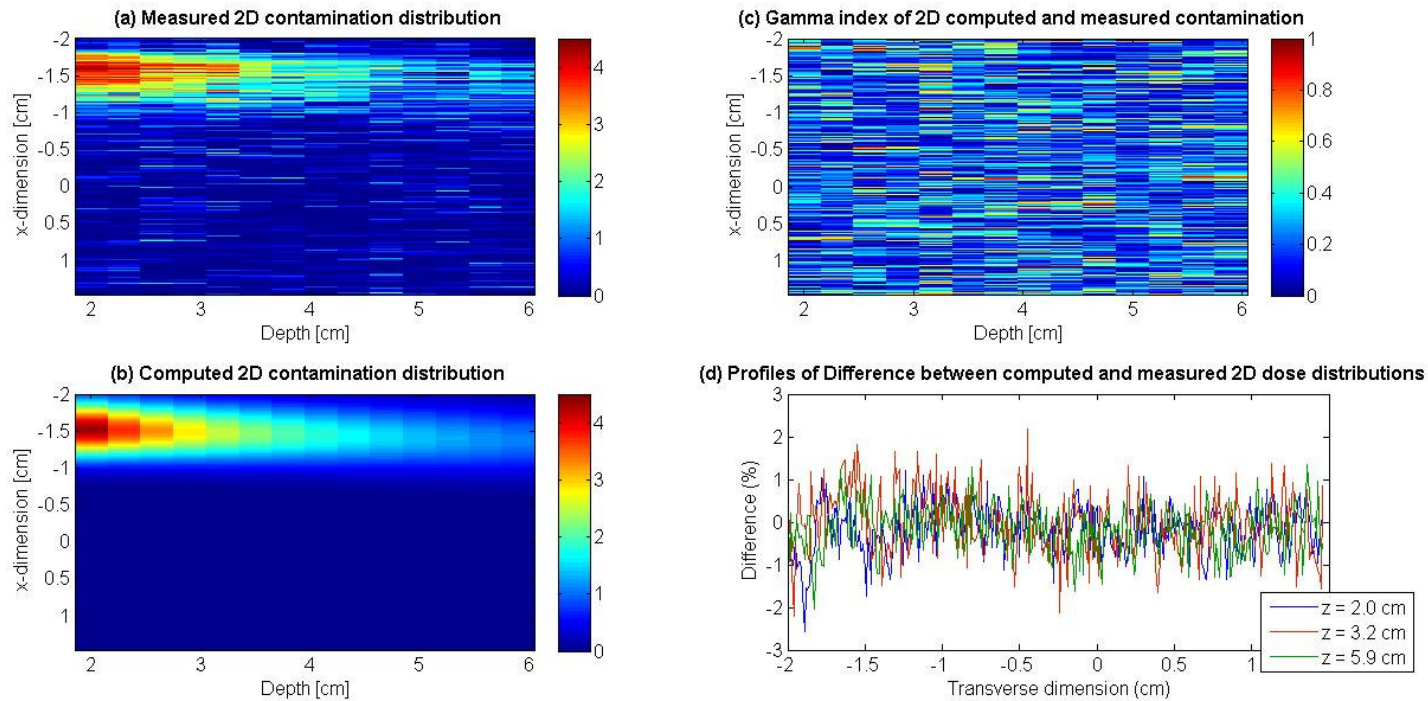 (a) Measured 2D contamination distribution
-2
-1.5
-1
-0.5
0
0.5
1
x-dimension [cm]
2 3 4 5 6
Depth [cm]
4
3
2
1
0
(c) Gamma index of 2D computed and measured contamination
-2
-1.5
-1
-0.5
0
0.5
1
x-dimension [cm]
2 3 4 5 6
Depth [cm]
1
0.8
0.6
0.4
0.2
0
(b) Computed 2D contamination distribution
-2
-1.5
-1
-0.5
0
0.5
1
x-dimension [cm]
2 3 4 5 6
Depth [cm]
4
3
2
1
0
(d) Profiles of Difference between computed and measured 2D dose distributions
3
2
1
0
-1
-2
-3
Difference (%)
-2 -1.5 -1 -0.5 0 0.5 1
Transverse dimension (cm)
z = 2.0 cm
z = 3.2 cm
z = 5.9 cm